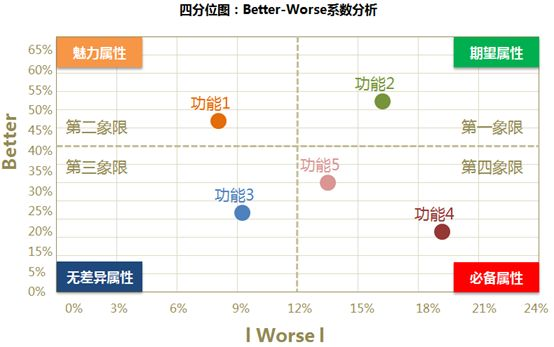 四分位图：Better-Worse系数分析
65%
60%
55%
50%
45%
40%
35%
30%
25%
20%
15%
10%
5%
0%
Better
魅力属性
期望属性
功能2
功能1
第二象限
第一象限
第三象限
功能5
第四象限
功能3
功能4
无差异属性
必备属性
0% 3% 6% 9% 12% 15% 18% 21% 24%
| Worse |